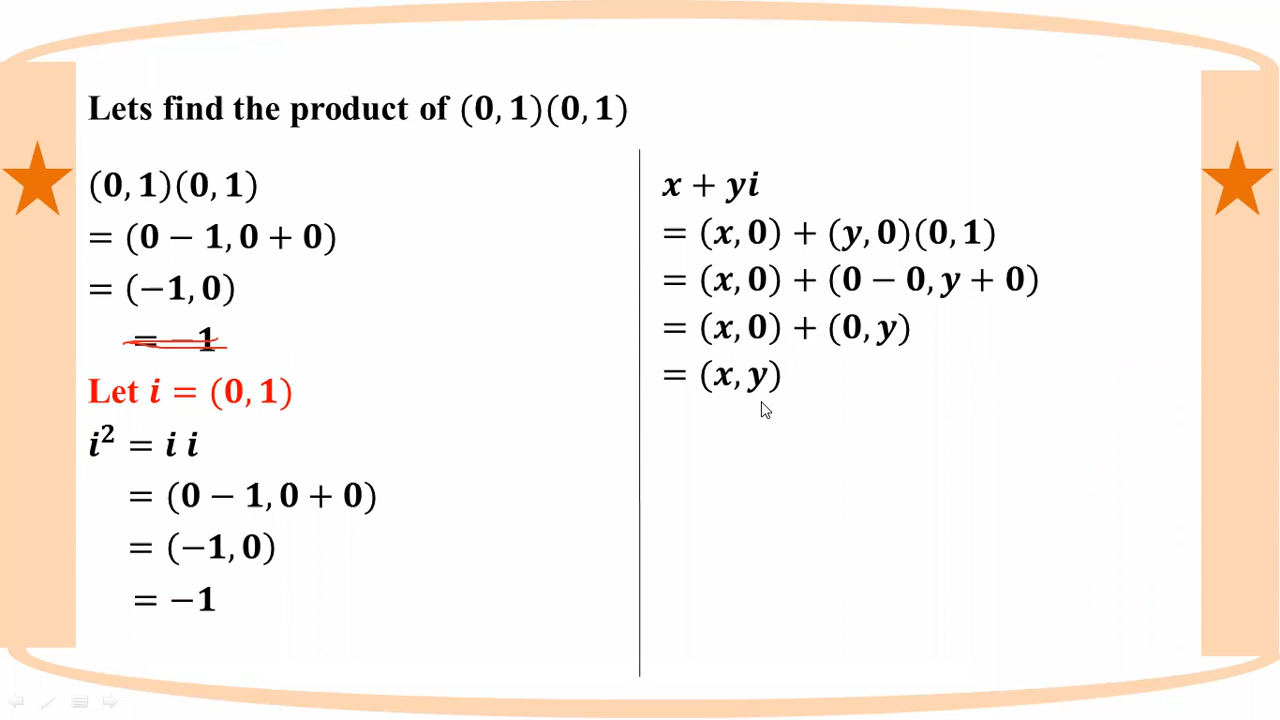 Lets find the product of (0, 1)(0, 1)
(0, 1)(0, 1)
= (0 − 1, 0 + 0)
= (−1, 0)
= −1
Let i = (0, 1)
i² = i i
= (0 − 1, 0 + 0)
= (−1, 0)
= −1
x + yi
= (x, 0) + (y, 0)(0, 1)
= (x, 0) + (0 − 0, y + 0)
= (x, 0) + (0, y)
= (x, y)